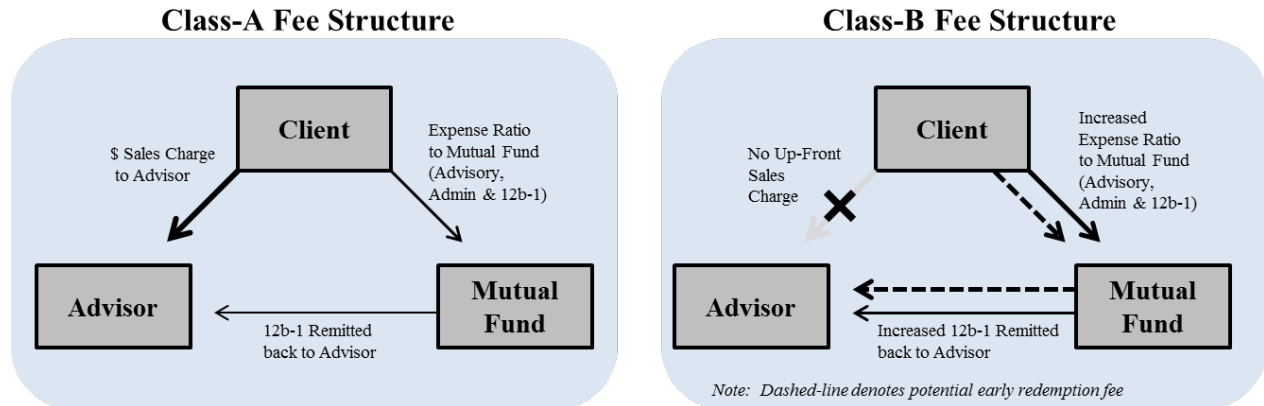 Class-A Fee Structure
Client
$ Sales Charge
to Advisor
Expense Ratio
to Mutual Fund
(Advisory,
Admin & 12b-1)
Advisor
Mutual
Fund
12b-1 Remitted
back to Advisor
Class-B Fee Structure
Client
No Up-Front
Sales
Charge
Increased
Expense Ratio
to Mutual Fund
(Advisory,
Admin & 12b-1)
Advisor
Mutual
Fund
Increased 12b-1 Remitted
back to Advisor
Note: Dashed-line denotes potential early redemption fee